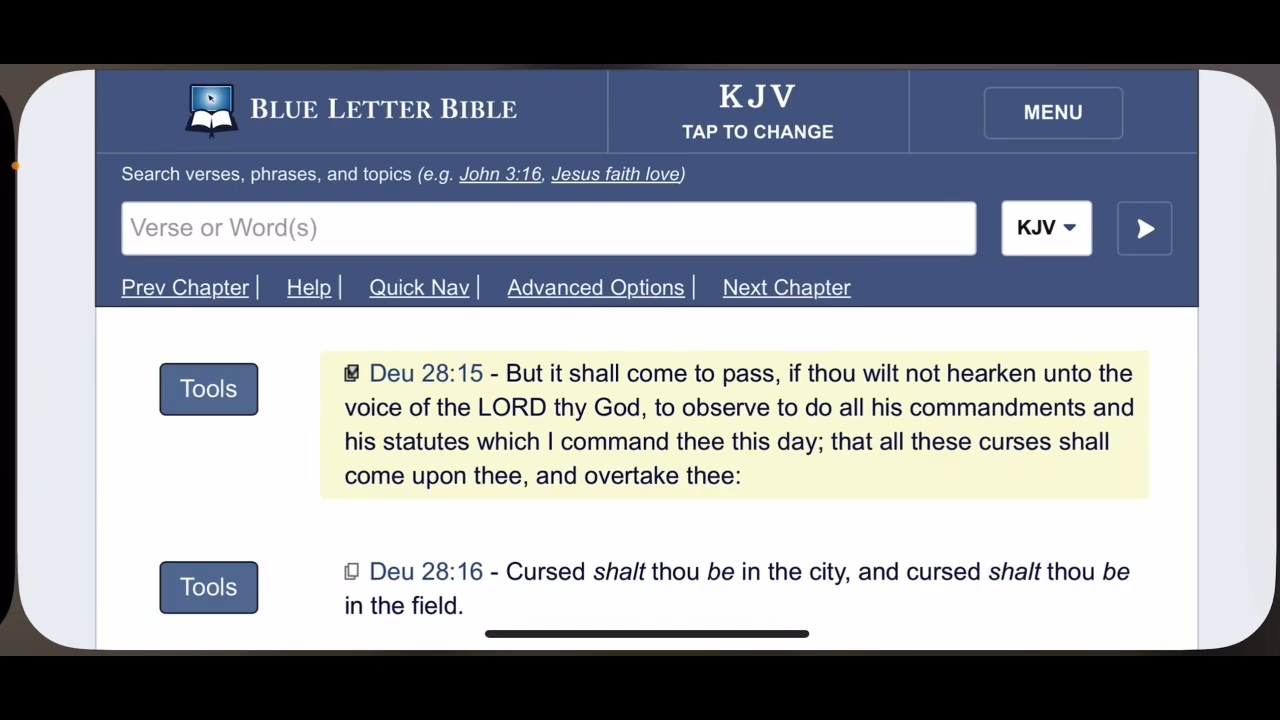 BLUE LETTER BIBLE
KJV
TAP TO CHANGE
MENU
Search verses, phrases, and topics (e.g. John 3:16, Jesus faith love)
Verse or Word(s)
KJV
Prev Chapter |
Help |
Quick Nav |
Advanced Options |
Next Chapter
Tools
Deu 28:15 - But it shall come to pass, if thou wilt not hearken unto the
voice of the LORD thy God, to observe to do all his commandments and
his statutes which I command thee this day; that all these curses shall
come upon thee, and overtake thee:
Tools
Deu 28:16 - Cursed shalt thou be in the city, and cursed shalt thou be
in the field.